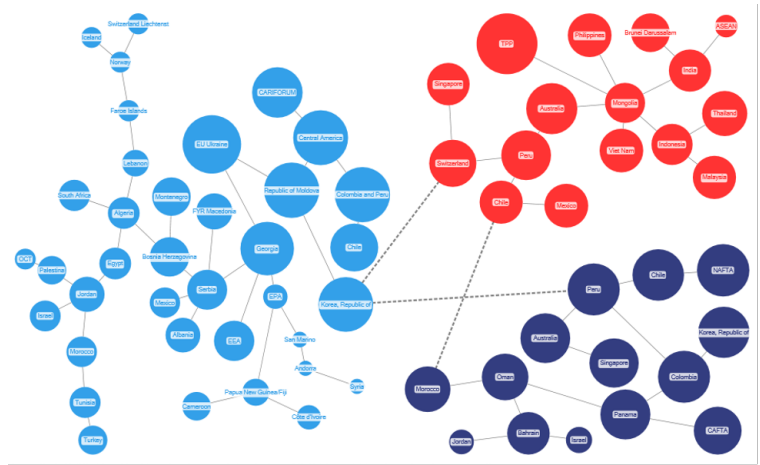 Switzerland Liechtenst
Iceland
Norway
Faroe Islands
Lebanon
South Africa
Algeria
Montenegro
FYR Macedonia
Bosnia Herzegovina
Egypt
OCT
Palestina
Jordan
Israel
Morocco
Tunisia
Turkey
Mexico
Serbia
Albania
CARIFORUM
EU Ukraine
Central America
Republic of Moldova
Colombia and Peru
Georgia
Chile
Korea, Republic of
EPA
EEA
San Marino
Andorra
Syria
Papua New Guinea/Fiji
Cameroon
Côte d'Ivoire
TPP
Philippines
Brunei Darussalam
ASEAN
India
Singapore
Australia
Mongolia
Thailand
Viet Nam
Indonesia
Malaysia
Switzerland
Peru
Chile
Mexico
Peru
Chile
NAFTA
Korea, Republic of
Australia
Singapore
Colombia
Morocco
Oman
Panama
CAFTA
Jordan
Bahrain
Israel